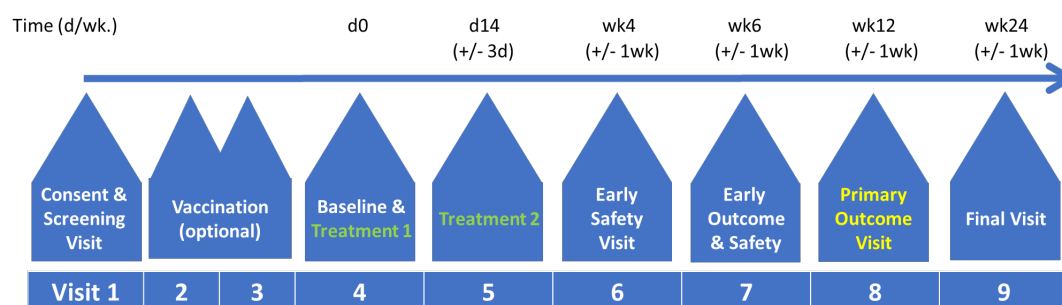 Time (d/wk.) d0 d14 wk4 wk6 wk12 wk24
(+/- 3d) (+/- 1wk) (+/- 1wk) (+/- 1wk) (+/- 1wk)
Consent &
Screening
Visit
Vaccination
(optional)
Baseline &
Treatment 1
Treatment 2
Early
Safety
Visit
Early
Outcome
& Safety
Primary
Outcome
Visit
Final Visit
Visit 1 2 3 4 5 6 7 8 9